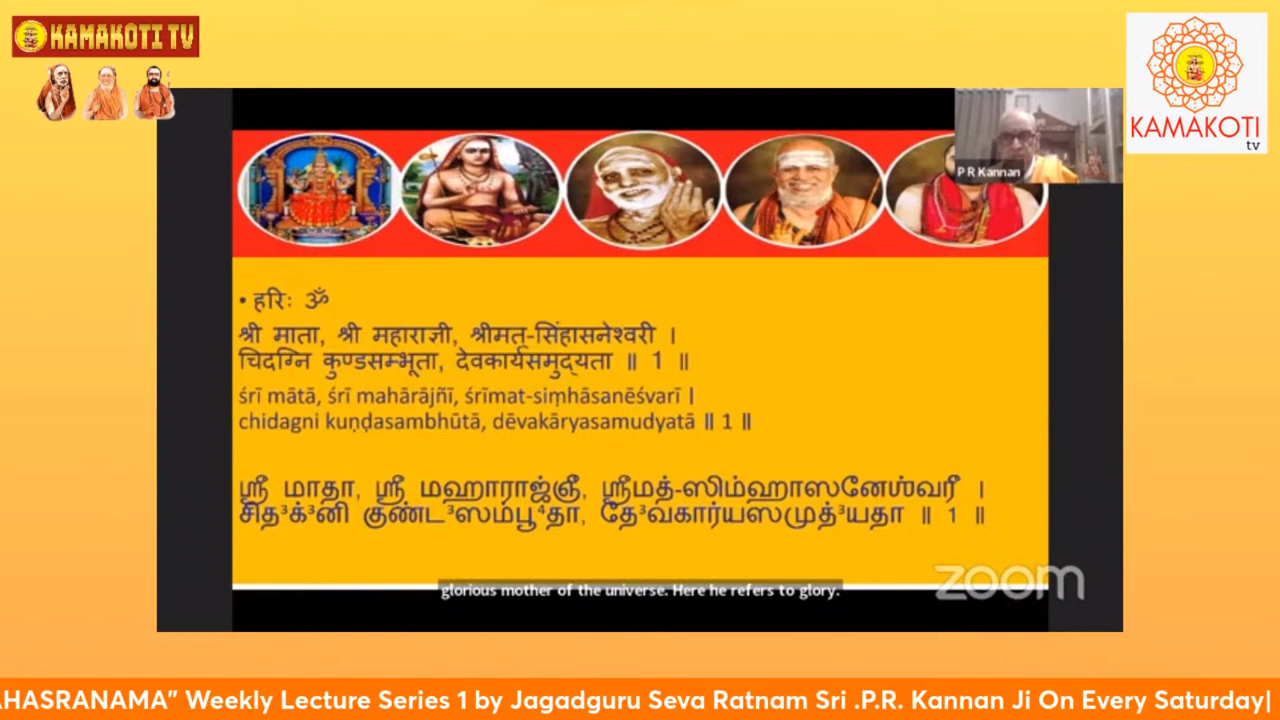 KAMAKOTI TV
KAMAKOTI
tv
P R Kannan
• हरिः ॐ
श्री माता, श्री महाराज्ञी, श्रीमत्-सिंहासनेश्वरी ।
चिदग्नि कुण्डसम्भूता, देवकार्यसमुद्यता ॥ 1 ॥
śrī mātā, śrī mahārājñī, śrīmat-siṃhāsanēśvarī |
chidagni kuṇḍasambhūtā, dēvakāryasamudyatā ‖ 1 ‖
ஶ்ரீ மாதா, ஶ்ரீ மஹாராஜ்ஞீ, ஶ்ரீமத்-ஸிம்ஹாஸனேஶ்வரீ ।
சித³க்³னி குண்ட³ஸம்பூ⁴தா, தே³வகார்யஸமுத்³யதா ॥ 1 ॥
glorious mother of the universe. Here he refers to glory.
zoom
AHASRANAMA" Weekly Lecture Series 1 by Jagadguru Seva Ratnam Sri .P.R. Kannan Ji On Every Saturday|